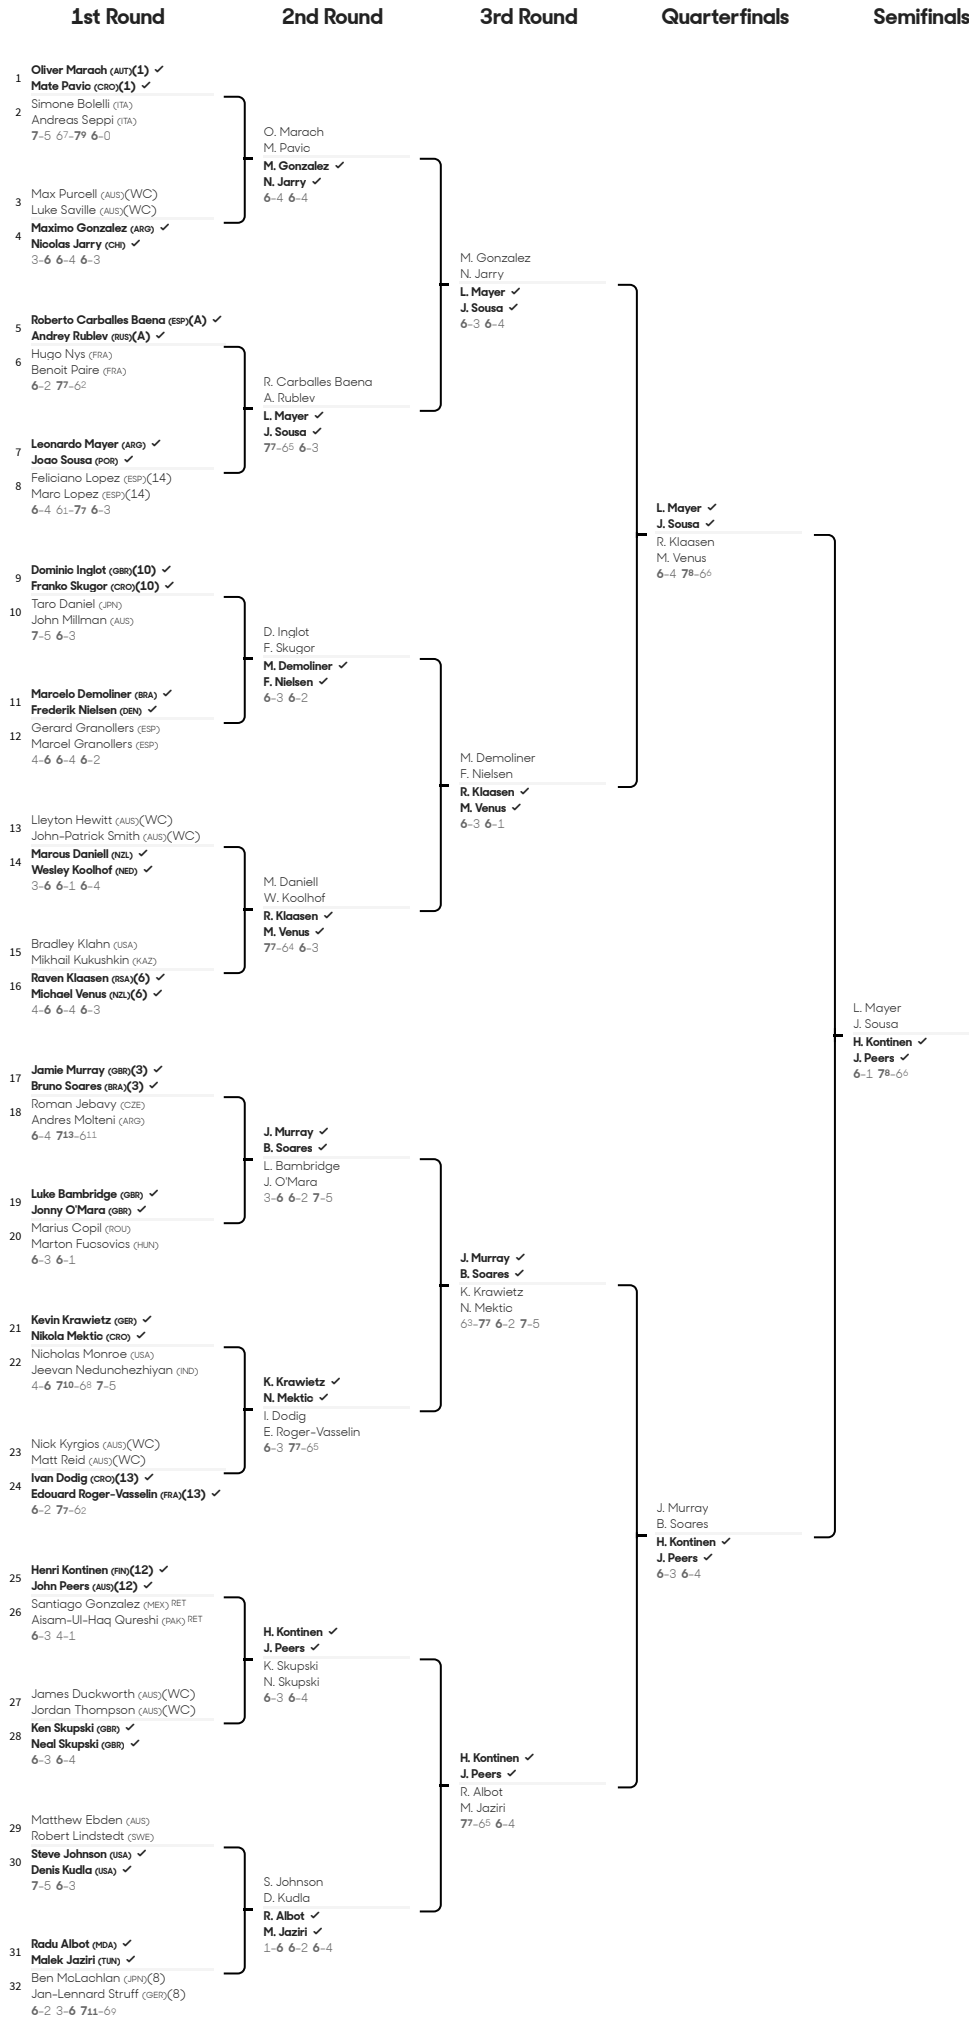 1st Round
2nd Round
3rd Round
Quarterfinals
Semifinals
1
Oliver Marach (AUT)(1) ✓
Mate Pavic (CRO)(1) ✓
2
Simone Bolelli (ITA)
Andreas Seppi (ITA)
7-5 6⁷-7⁹ 6-0
3
Max Purcell (AUS)(WC)
Luke Saville (AUS)(WC)
4
Maximo Gonzalez (ARG) ✓
Nicolas Jarry (CHI) ✓
3-6 6-4 6-3
5
Roberto Carballes Baena (ESP)(A) ✓
Andrey Rublev (RUS)(A) ✓
6
Hugo Nys (FRA)
Benoit Paire (FRA)
6-2 7⁷-6²
7
Leonardo Mayer (ARG) ✓
Joao Sousa (POR) ✓
8
Feliciano Lopez (ESP)(14)
Marc Lopez (ESP)(14)
6-4 6¹-7⁷ 6-3
9
Dominic Inglot (GBR)(10) ✓
Franko Skugor (CRO)(10) ✓
10
Taro Daniel (JPN)
John Millman (AUS)
7-5 6-3
11
Marcelo Demoliner (BRA) ✓
Frederik Nielsen (DEN) ✓
12
Gerard Granollers (ESP)
Marcel Granollers (ESP)
4-6 6-4 6-2
13
Lleyton Hewitt (AUS)(WC)
John-Patrick Smith (AUS)(WC)
14
Marcus Daniell (NZL) ✓
Wesley Koolhof (NED) ✓
3-6 6-1 6-4
15
Bradley Klahn (USA)
Mikhail Kukushkin (KAZ)
16
Raven Klaasen (RSA)(6) ✓
Michael Venus (NZL)(6) ✓
4-6 6-4 6-3
17
Jamie Murray (GBR)(3) ✓
Bruno Soares (BRA)(3) ✓
18
Roman Jebavy (CZE)
Andres Molteni (ARG)
6-4 7¹³-6¹¹
19
Luke Bambridge (GBR) ✓
Jonny O'Mara (GBR) ✓
20
Marius Copil (ROU)
Marton Fucsovics (HUN)
6-3 6-1
21
Kevin Krawietz (GER) ✓
Nikola Mektic (CRO) ✓
22
Nicholas Monroe (USA)
Jeevan Nedunchezhiyan (IND)
4-6 7¹⁰-6⁸ 7-5
23
Nick Kyrgios (AUS)(WC)
Matt Reid (AUS)(WC)
24
Ivan Dodig (CRO)(13) ✓
Edouard Roger-Vasselin (FRA)(13) ✓
6-2 7⁷-6²
25
Henri Kontinen (FIN)(12) ✓
John Peers (AUS)(12) ✓
26
Santiago Gonzalez (MEX) RET
Aisam-Ul-Haq Qureshi (PAK) RET
6-3 4-1
27
James Duckworth (AUS)(WC)
Jordan Thompson (AUS)(WC)
28
Ken Skupski (GBR) ✓
Neal Skupski (GBR) ✓
6-3 6-4
29
Matthew Ebden (AUS)
Robert Lindstedt (SWE)
30
Steve Johnson (USA) ✓
Denis Kudla (USA) ✓
7-5 6-3
31
Radu Albot (MDA) ✓
Malek Jaziri (TUN) ✓
32
Ben McLachlan (JPN)(8)
Jan-Lennard Struff (GER)(8)
6-2 3-6 7¹¹-6⁹
O. Marach
M. Pavic
M. Gonzalez ✓
N. Jarry ✓
6-4 6-4
R. Carballes Baena
A. Rublev
L. Mayer ✓
J. Sousa ✓
7⁷-6⁵ 6-3
D. Inglot
F. Skugor
M. Demoliner ✓
F. Nielsen ✓
6-3 6-2
M. Daniell
W. Koolhof
R. Klaasen ✓
M. Venus ✓
7⁷-6⁴ 6-3
J. Murray ✓
B. Soares ✓
L. Bambridge
J. O'Mara
3-6 6-2 7-5
K. Krawietz ✓
N. Mektic ✓
I. Dodig
E. Roger-Vasselin
6-3 7⁷-6⁵
H. Kontinen ✓
J. Peers ✓
K. Skupski
N. Skupski
6-3 6-4
S. Johnson
D. Kudla
R. Albot ✓
M. Jaziri ✓
1-6 6-2 6-4
M. Gonzalez
N. Jarry
L. Mayer ✓
J. Sousa ✓
6-3 6-4
M. Demoliner
F. Nielsen
R. Klaasen ✓
M. Venus ✓
6-3 6-1
J. Murray ✓
B. Soares ✓
K. Krawietz
N. Mektic
6³-7⁷ 6-2 7-5
H. Kontinen ✓
J. Peers ✓
R. Albot
M. Jaziri
7⁷-6⁵ 6-4
L. Mayer ✓
J. Sousa ✓
R. Klaasen
M. Venus
6-4 7⁸-6⁶
J. Murray
B. Soares
H. Kontinen ✓
J. Peers ✓
6-3 6-4
L. Mayer
J. Sousa
H. Kontinen ✓
J. Peers ✓
6-1 7⁸-6⁶